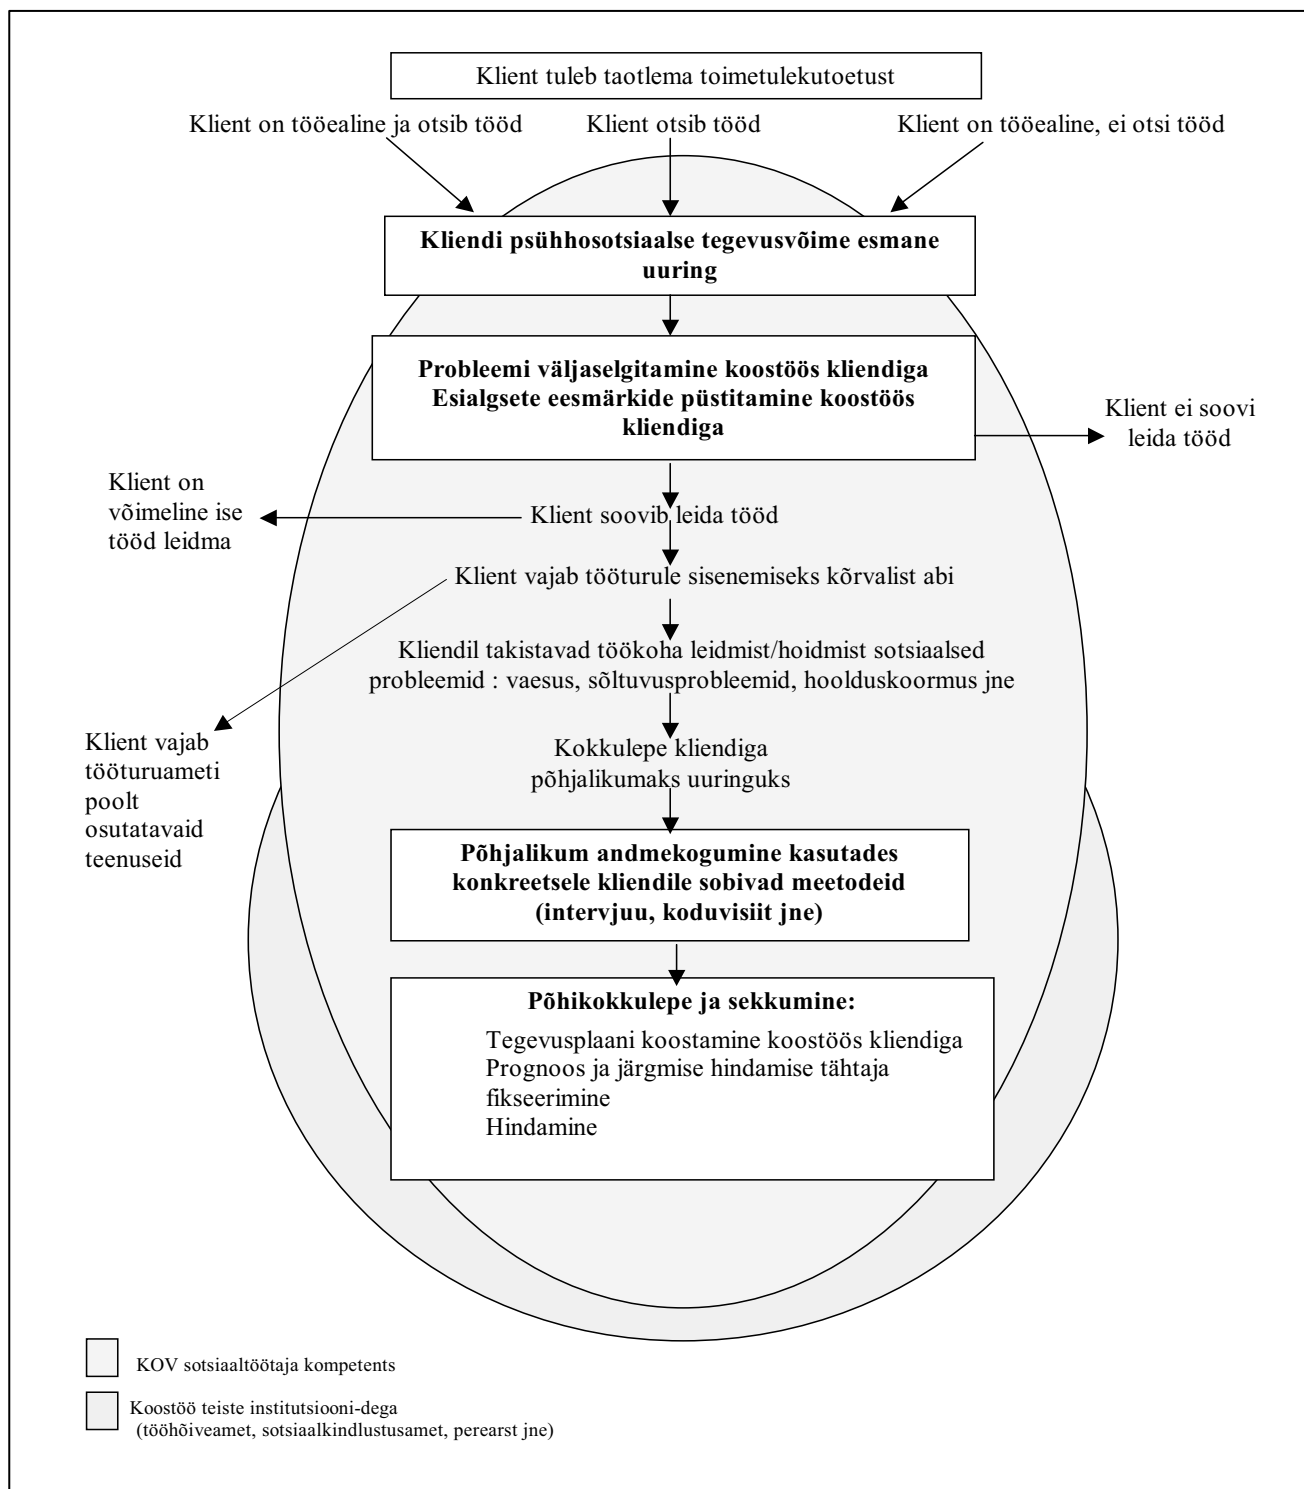 Klient tuleb taotlema toimetulekutoetust
Klient on tööealine ja otsib tööd
Klient otsib tööd
Klient on tööealine, ei otsi tööd
Kliendi psühhosotsiaalse tegevusvõime esmane
uuring
Probleemi väljaselgitamine koostöös kliendiga
Esialgsete eesmärkide püstitamine koostöös
kliendiga
Klient ei soovi
leida tööd
Klient on
võimeline ise
tööd leidma
Klient soovib leida tööd
Klient vajab tööturule sisenemiseks kõrvalist abi
Kliendil takistavad töökoha leidmist/hoidmist sotsiaalsed
probleemid : vaesus, sõltuvusprobleemid, hoolduskoormus jne
Klient vajab
tööturuameti
poolt
osutatavaid
teenuseid
Kokkulepe kliendiga
põhjalikumaks uuringuks
Põhjalikum andmekogumine kasutades
konkreetsele kliendile sobivad meetodeid
(intervjuu, koduvisiit jne)
Põhikokkulepe ja sekkumine:
Tegevusplaani koostamine koostöös kliendiga
Prognoos ja järgmise hindamise tähtaja
fikseerimine
Hindamine
KOV sotsiaaltöötaja kompetents
Koostöö teiste institutsiooni-dega
(tööhõiveamet, sotsiaalkindlustusamet, perearst jne)